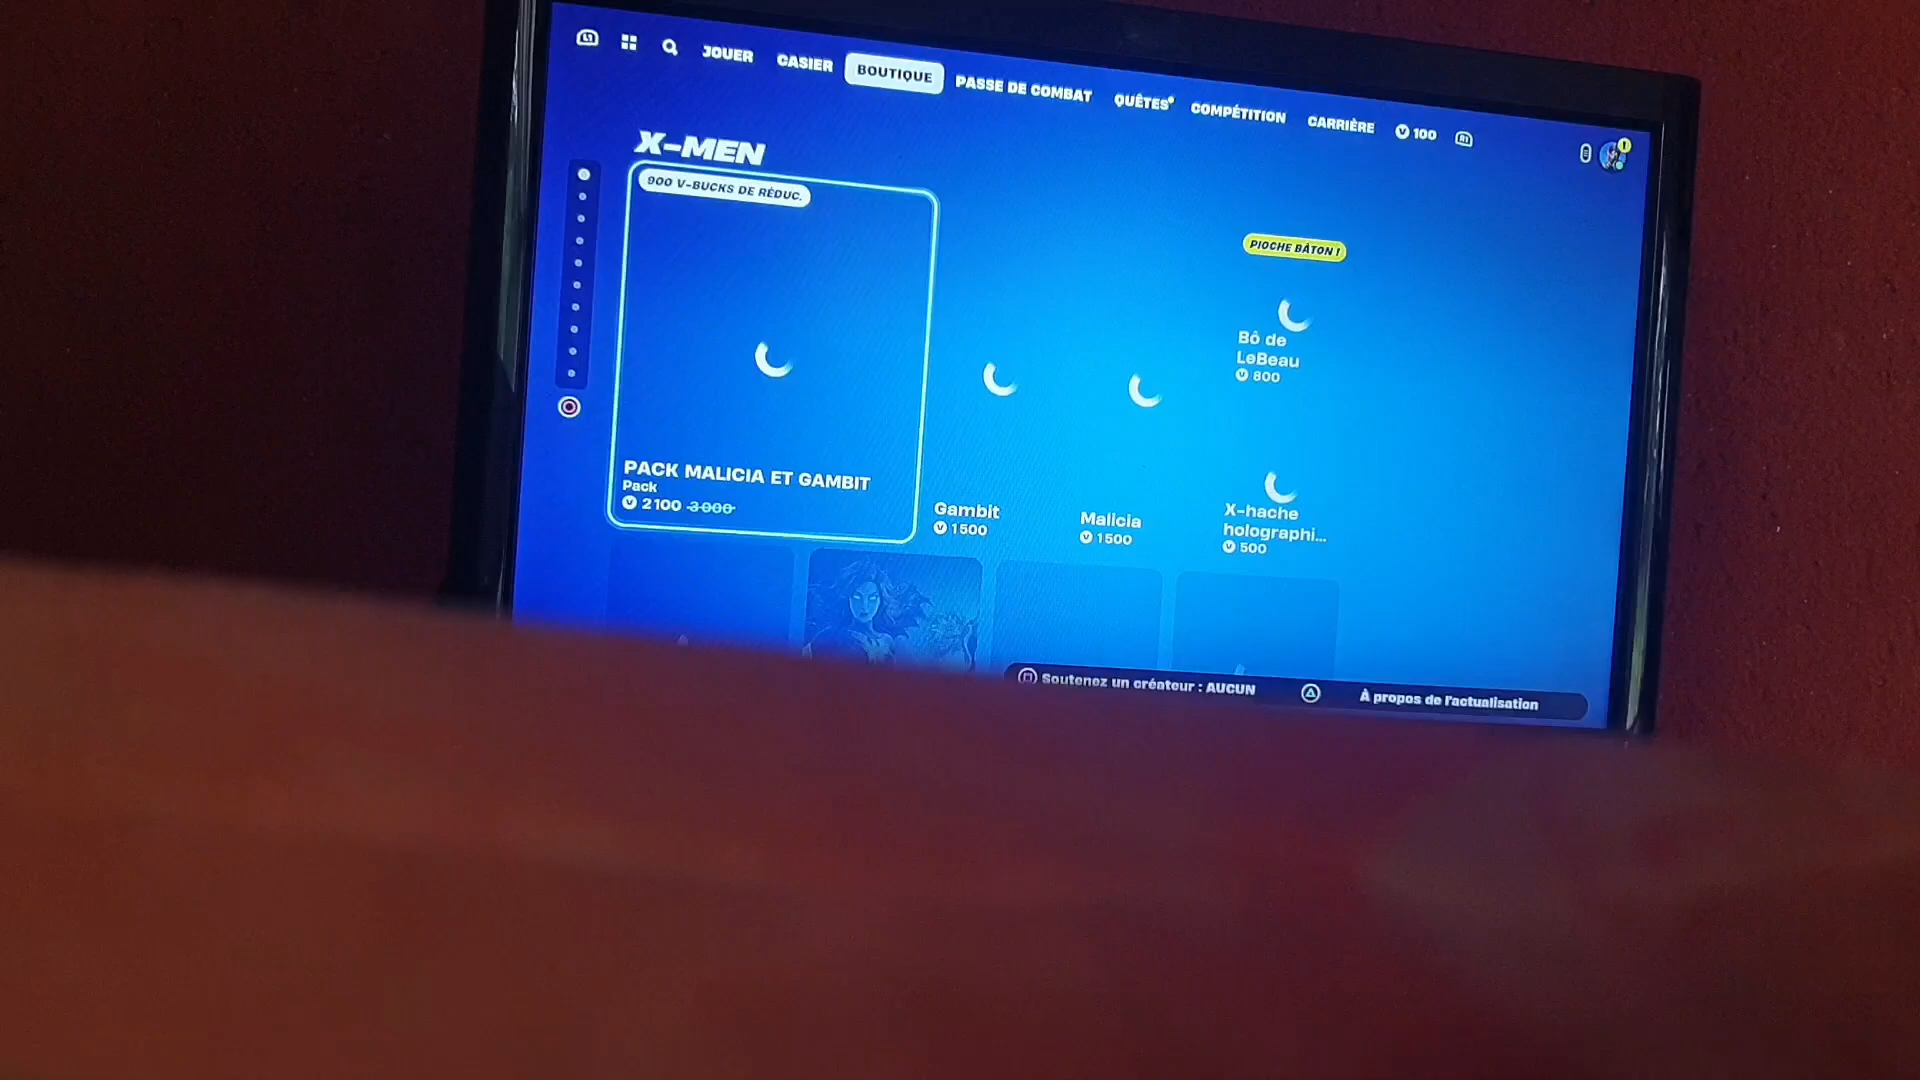 JOUER CASIER BOUTIQUE PASSE DE COMBAT QUÊTES COMPÉTITION CARRIÈRE 100
X-MEN
900 V-BUCKS DE RÉDUC.
PACK MALICIA ET GAMBIT
Pack
2100 3000
Gambit
1500
Malicia
1500
PIOCHE BÂTON !
Bô de
LeBeau
800
X-hache
holographi...
500
Soutenez un créateur : AUCUN
À propos de l'actualisation